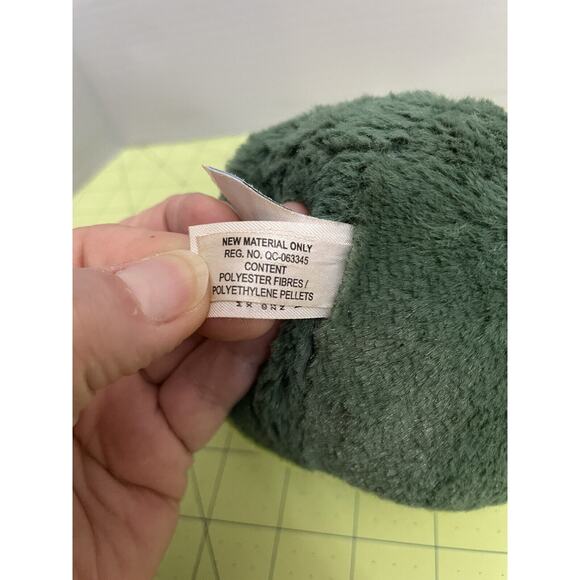 NEW MATERIAL ONLY
REG. NO. QC-063345
CONTENT
POLYESTER FIBRES/
POLYETHYLENE PELLETS